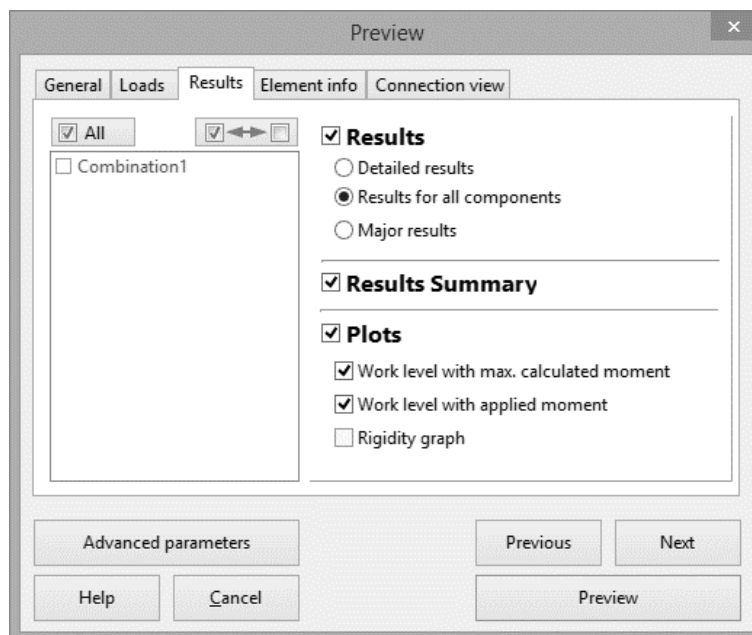 Preview
General Loads Results Element info Connection view
All
Combination1
Results
Detailed results
Results for all components
Major results
Results Summary
Plots
Work level with max. calculated moment
Work level with applied moment
Rigidity graph
Advanced parameters Previous Next
Help Cancel Preview